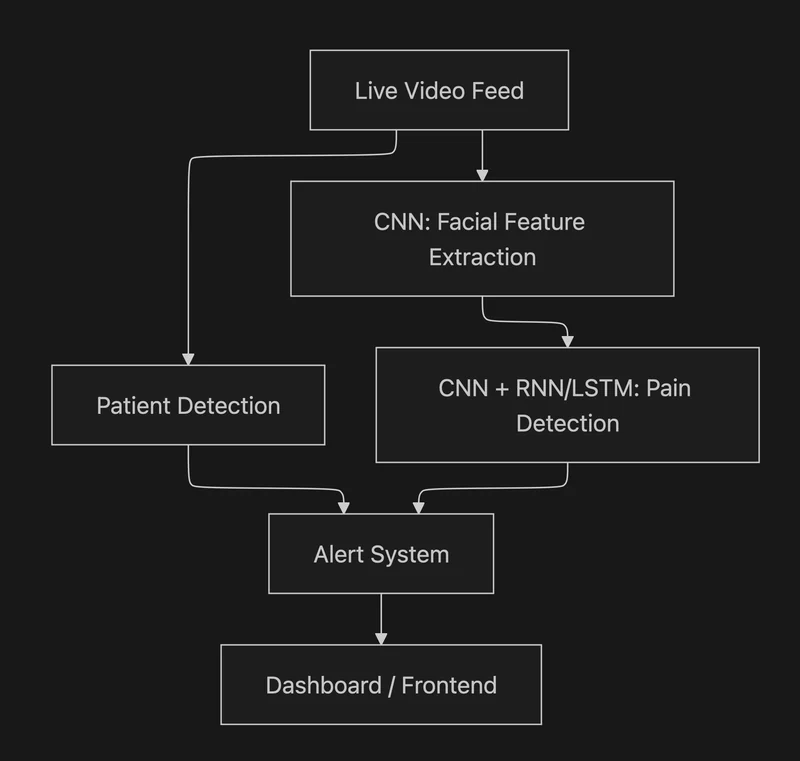 Live Video Feed
CNN: Facial Feature
Extraction
CNN + RNN/LSTM: Pain
Detection
Patient Detection
Alert System
Dashboard / Frontend